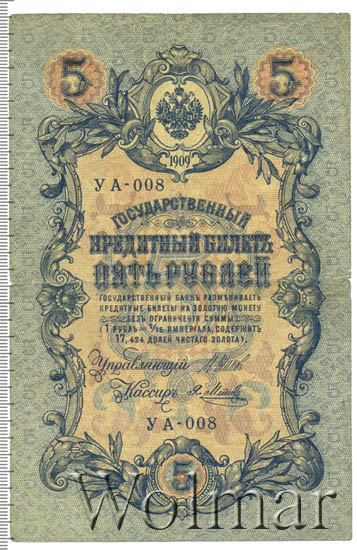 5 5
1909
УА-008
ГОСУДАРСТВЕННЫЙ
КРЕДИТНЫЙ БИЛЕТЪ
ПЯТЬ РУБЛЕЙ
ГОСУДАРСТВЕННЫЙ БАНКЪ РАЗМѢНИВАЕТЪ
КРЕДИТНЫЕ БИЛЕТЫ НА ЗОЛОТУЮ МОНЕТУ
БЕЗЪ ОГРАНИЧЕНІЯ СУММЫ
(1 РУБЛЬ = 1/15 ИМПЕРІАЛА, СОДЕРЖИТЪ
17,424 ДОЛЕЙ ЧИСТАГО ЗОЛОТА).
Управляющій
Кассиръ
УА-008
5
Wolmar